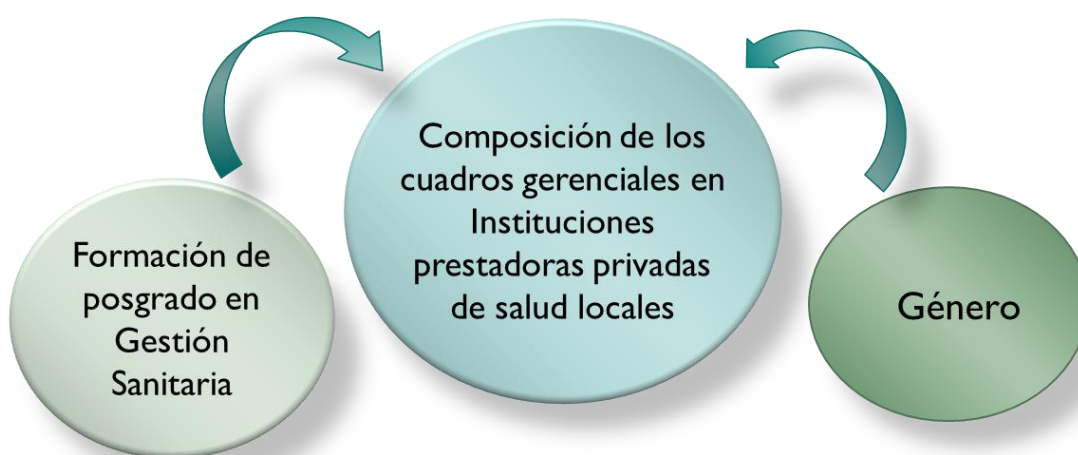 Composición de los
cuadros gerenciales en
Instituciones
prestadoras privadas
de salud locales
Formación de
posgrado en
Gestión
Sanitaria
Género